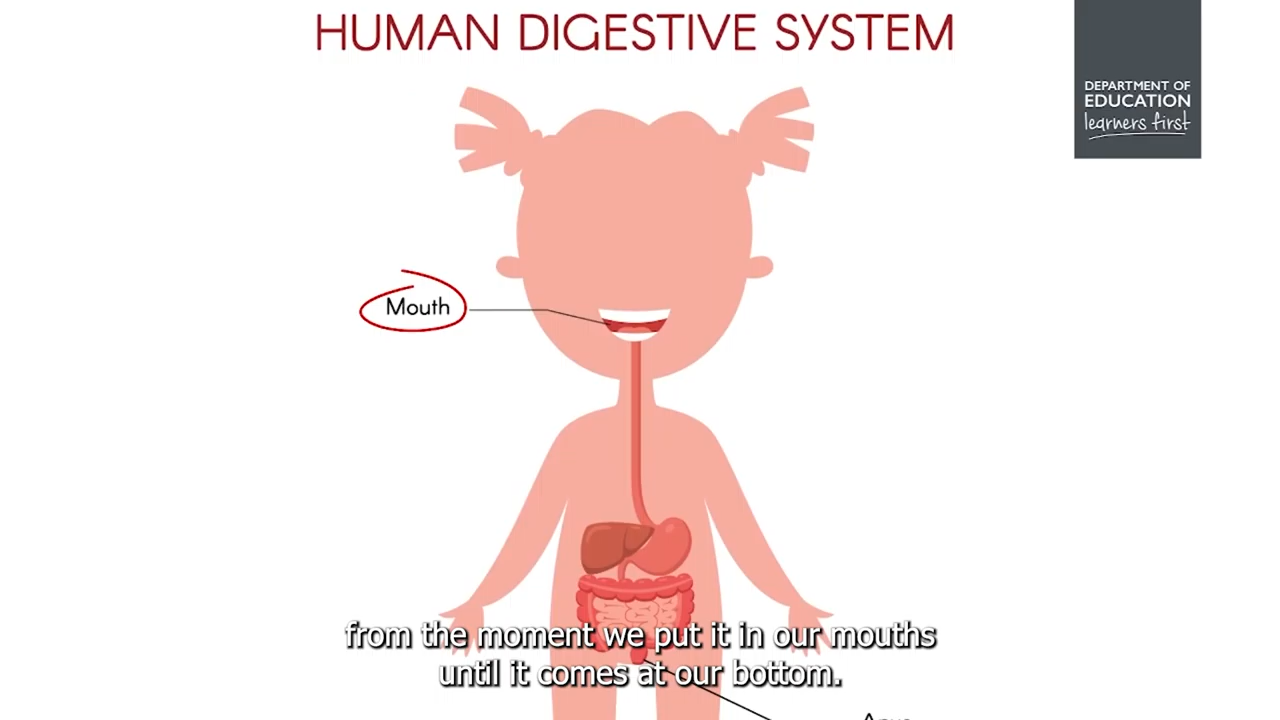 HUMAN DIGESTIVE SYSTEM
DEPARTMENT OF
EDUCATION
learners first
Mouth
from the moment we put it in our mouths
until it comes at our bottom.